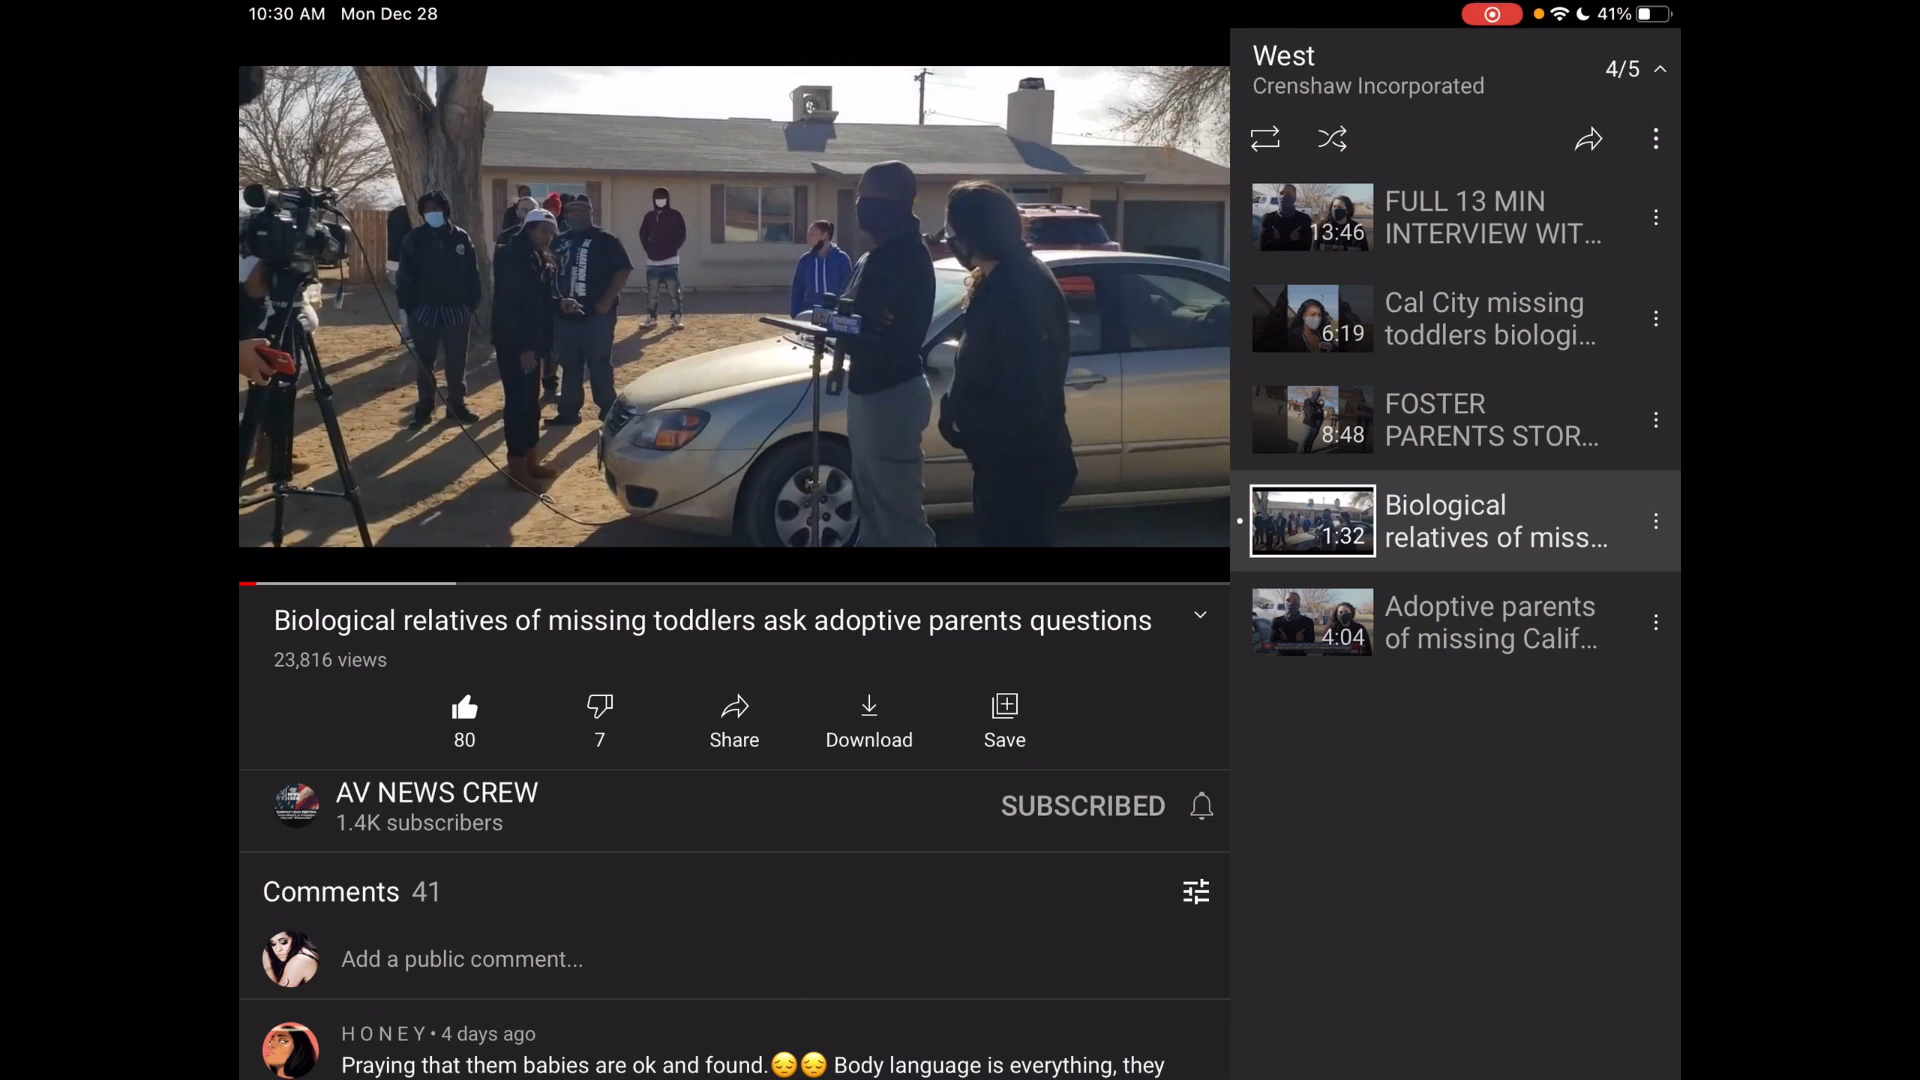 10:30 AM Mon Dec 28
41%
West
Crenshaw Incorporated
4/5
13:46
FULL 13 MIN
INTERVIEW WIT...
6:19
Cal City missing
toddlers biologi...
8:48
FOSTER
PARENTS STOR...
1:32
Biological
relatives of miss...
4:04
Adoptive parents
of missing Calif...
Biological relatives of missing toddlers ask adoptive parents questions
23,816 views
80
7
Share
Download
Save
AV NEWS CREW
1.4K subscribers
SUBSCRIBED
Comments 41
Add a public comment...
H O N E Y • 4 days ago
Praying that them babies are ok and found.😔😔 Body language is everything, they